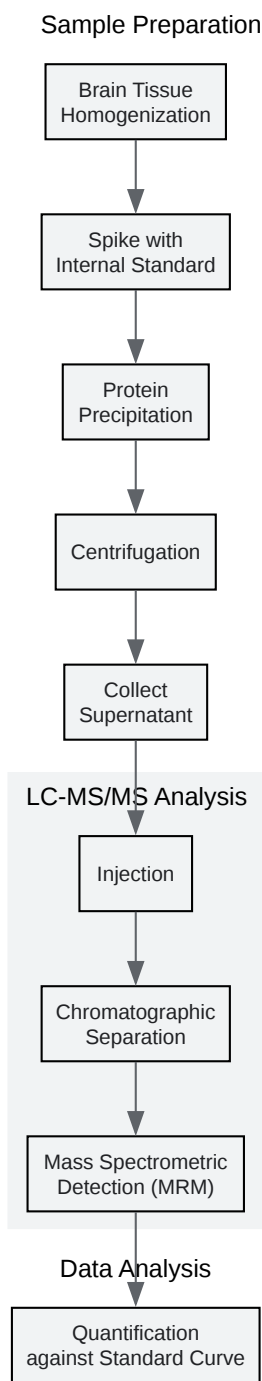 Sample Preparation
Brain Tissue
Homogenization
Spike with
Internal Standard
Protein
Precipitation
Centrifugation
Collect
Supernatant
LC-MS/MS Analysis
Injection
Chromatographic
Separation
Mass Spectrometric
Detection (MRM)
Data Analysis
Quantification
against Standard Curve